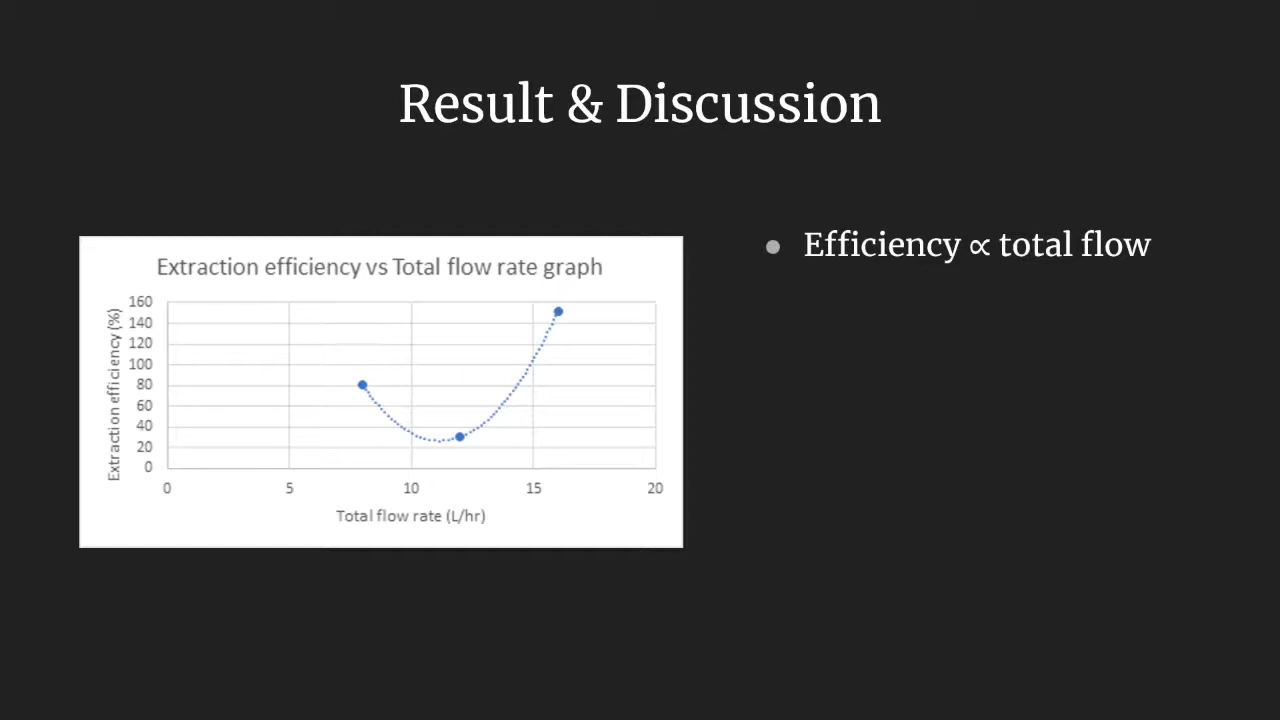 Result & Discussion
Extraction efficiency vs Total flow rate graph
Extraction efficiency (%)
160
140
120
100
80
60
40
20
0
0 5 10 15 20
Total flow rate (L/hr)
● Efficiency ∝ total flow